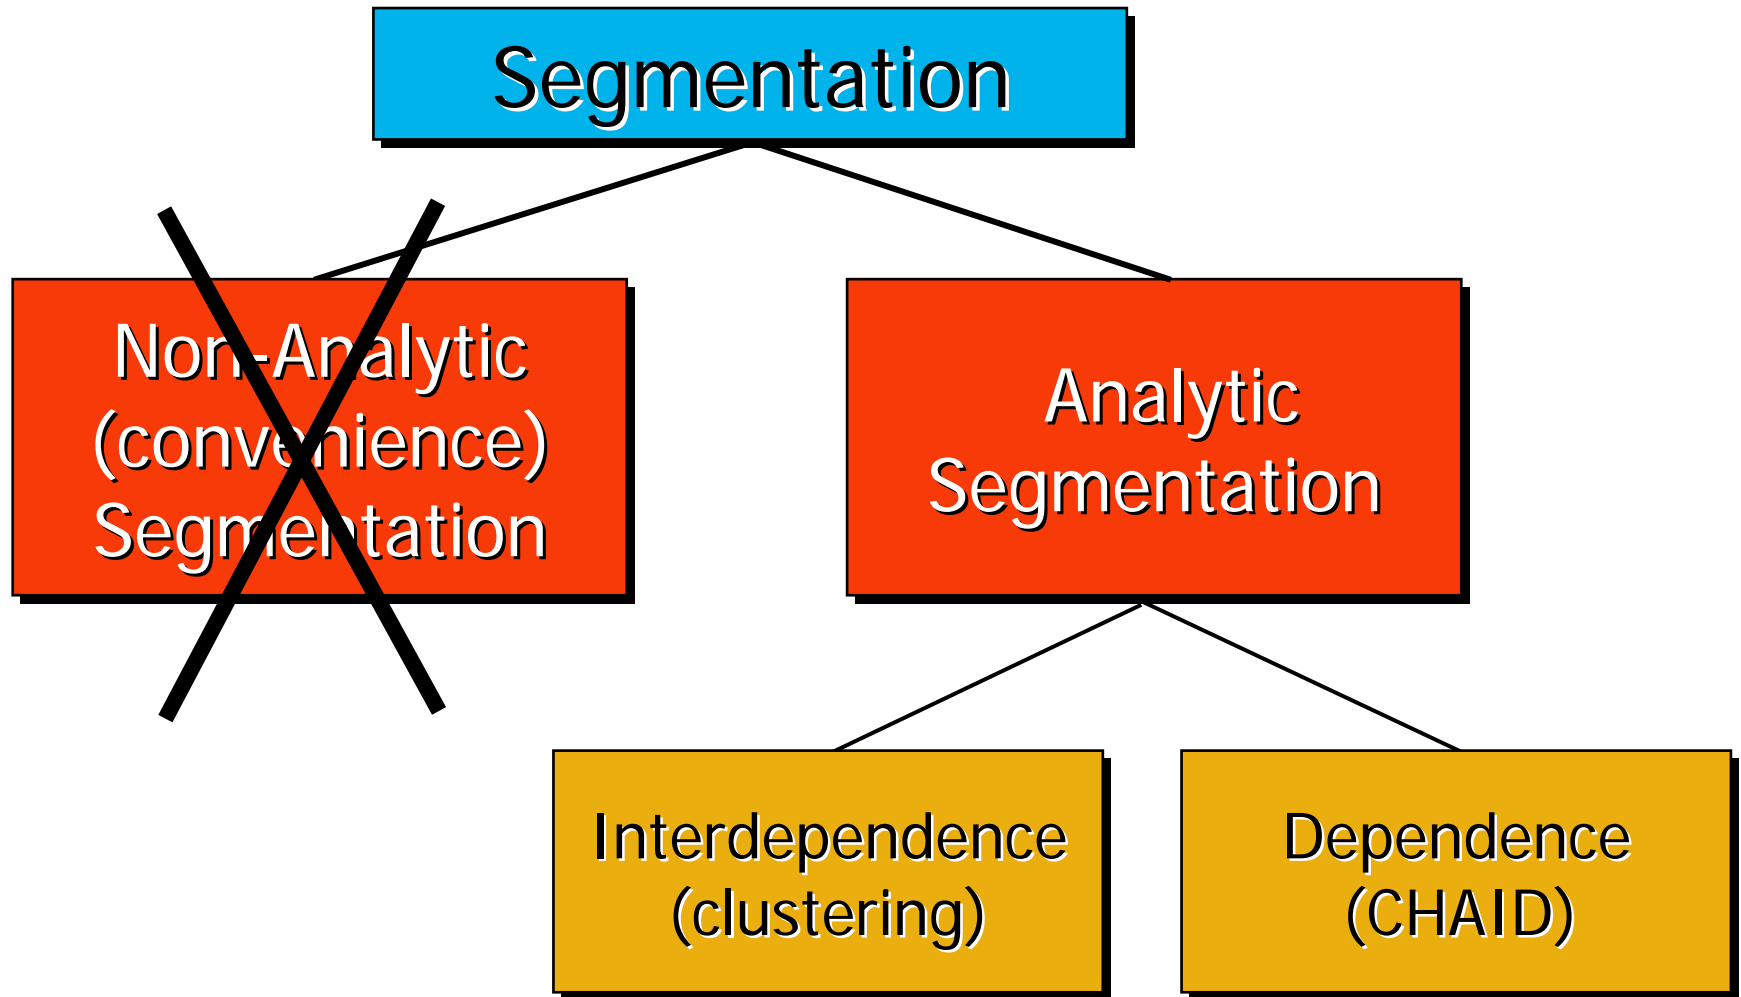 Segmentation
Non-Analytic
(convenience)
Segmentation
Analytic
Segmentation
Interdependence
(clustering)
Dependence
(CHAID)